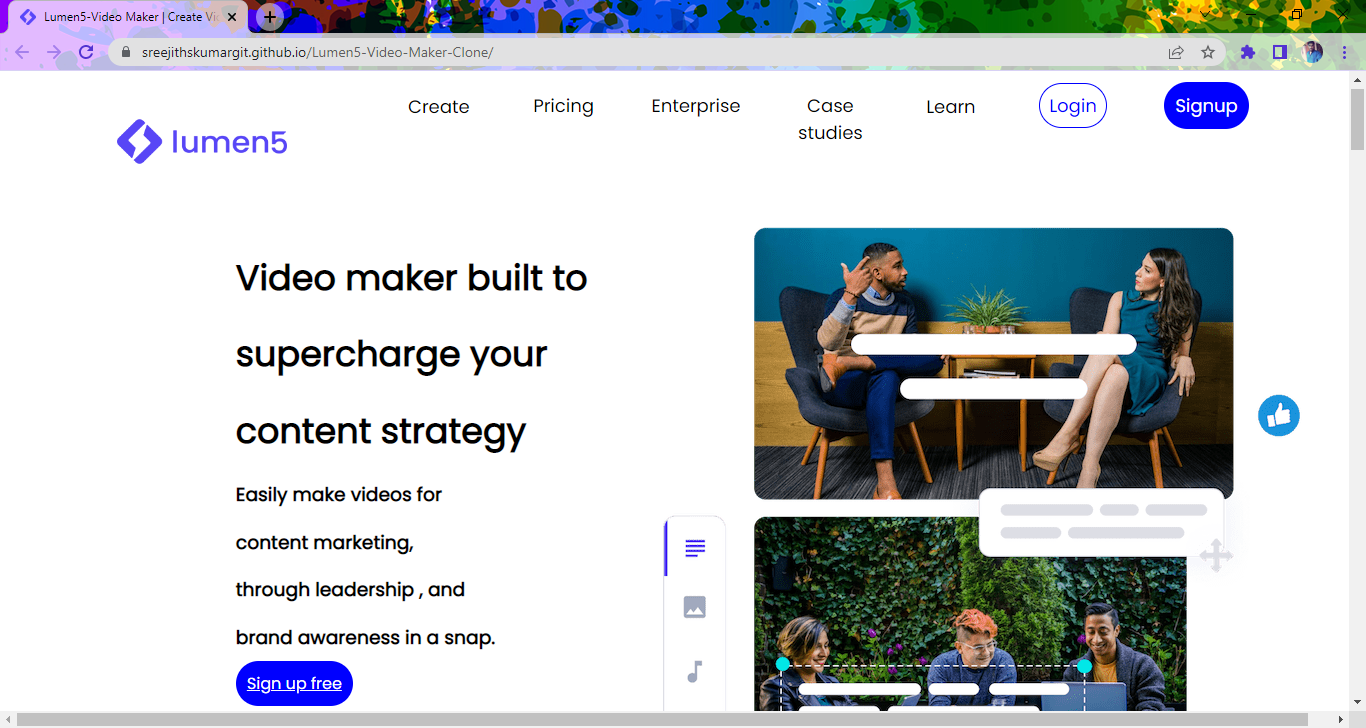 Lumen5-Video Maker | Create Vi
sreejithskumargit.github.io/Lumen5-Video-Maker-Clone/
lumen5
Create
Pricing
Enterprise
Case
studies
Learn
Login
Signup
Video maker built to
supercharge your
content strategy
Easily make videos for
content marketing,
through leadership , and
brand awareness in a snap.
Sign up free